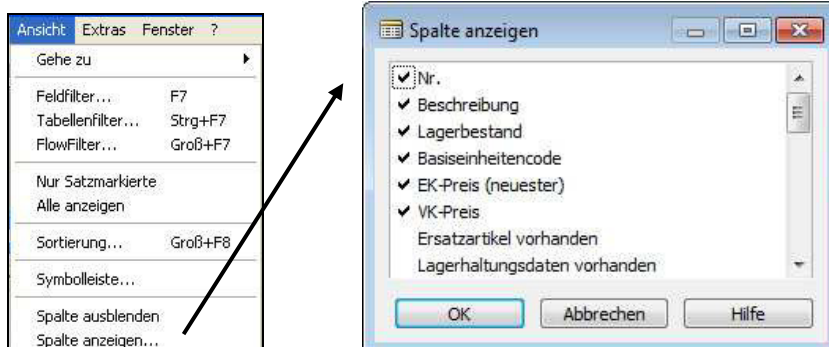 Ansicht Extras Fenster ?
Gehe zu
Feldfilter... F7
Tabellenfilter... Strg+F7
FlowFilter... Groß+F7
Nur Satzmarkierte
Alle anzeigen
Sortierung... Groß+F8
Symbolleiste...
Spalte ausblenden
Spalte anzeigen...
Spalte anzeigen
Nr.
Beschreibung
Lagerbestand
Basiseinheitencode
EK-Preis (neuester)
VK-Preis
Ersatzartikel vorhanden
Lagerhaltungsdaten vorhanden
OK Abbrechen Hilfe